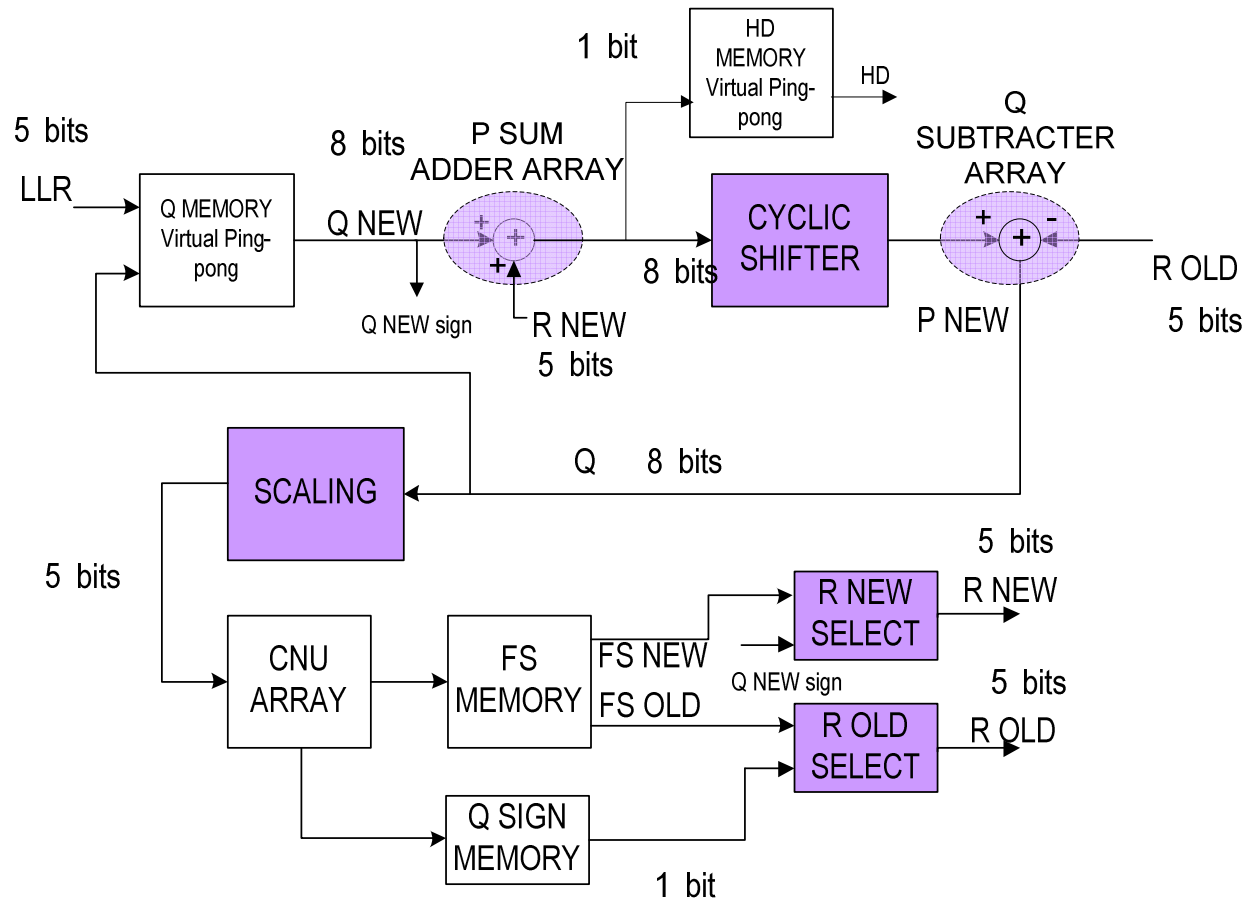 HD
MEMORY
Virtual Ping-
pong
1 bit
HD
5 bits
LLR
Q MEMORY
Virtual Ping-
pong
8 bits
Q NEW
Q NEW sign
P SUM
ADDER ARRAY
+
+
+
R NEW
5 bits
8 bits
CYCLIC
SHIFTER
Q
SUBTRACTER
ARRAY
+
-
+
R OLD
5 bits
P NEW
Q 8 bits
SCALING
5 bits
CNU
ARRAY
FS
MEMORY
FS NEW
FS OLD
Q NEW sign
R NEW
SELECT
5 bits
R NEW
R OLD
SELECT
5 bits
R OLD
Q SIGN
MEMORY
1 bit